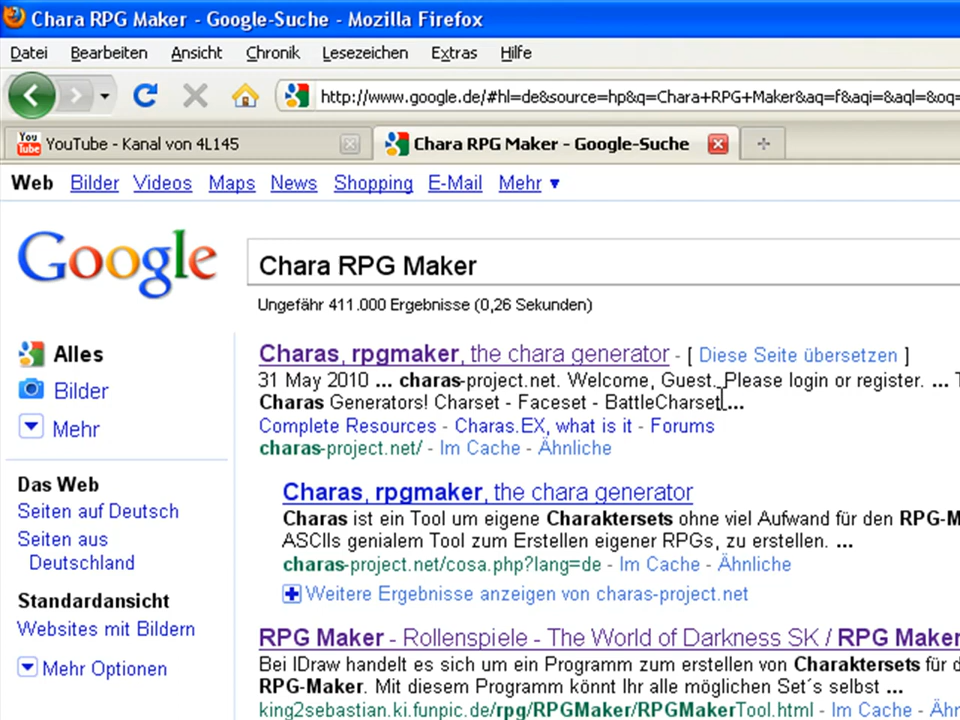 Chara RPG Maker - Google-Suche - Mozilla Firefox
Datei Bearbeiten Ansicht Chronik Lesezeichen Extras Hilfe
http://www.google.de/#hl=de&source=hp&q=Chara+RPG+Maker&aq=f&aqi=&aql=&oq=
You Tube YouTube - Kanal von 4L145 Chara RPG Maker - Google-Suche
Web Bilder Videos Maps News Shopping E-Mail Mehr ▼
Google Chara RPG Maker
Ungefähr 411.000 Ergebnisse (0,26 Sekunden)
Alles
Bilder
Mehr
Das Web
Seiten auf Deutsch
Seiten aus
Deutschland
Standardansicht
Websites mit Bildern
Mehr Optionen
Charas, rpgmaker, the chara generator - [ Diese Seite übersetzen ]
31 May 2010 ... charas-project.net. Welcome, Guest. Please login or register. ... T
Charas Generators! Charset - Faceset - BattleCharset ...
Complete Resources - Charas.EX, what is it - Forums
charas-project.net/ - Im Cache - Ähnliche
Charas, rpgmaker, the chara generator
Charas ist ein Tool um eigene Charaktersets ohne viel Aufwand für den RPG-M
ASCIIs genialem Tool zum Erstellen eigener RPGs, zu erstellen. ...
charas-project.net/cosa.php?lang=de - Im Cache - Ähnliche
Weitere Ergebnisse anzeigen von charas-project.net
RPG Maker - Rollenspiele - The World of Darkness SK / RPG Maker
Bei IDraw handelt es sich um ein Programm zum erstellen von Charaktersets für d
RPG-Maker. Mit diesem Programm könnt Ihr alle möglichen Set´s selbst ...
king2sebastian.ki.funpic.de/rpg/RPGMaker/RPGMakerTool.html - Im Cache - Ähn